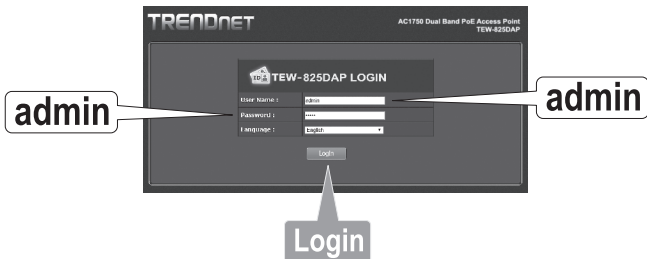 TRENDNET
AC1750 Dual Band PoE Access Point
TEW-825DAP
TEW-825DAP LOGIN
User Name :
admin
Password :
•••••
Language :
English
Login
admin
admin
Login